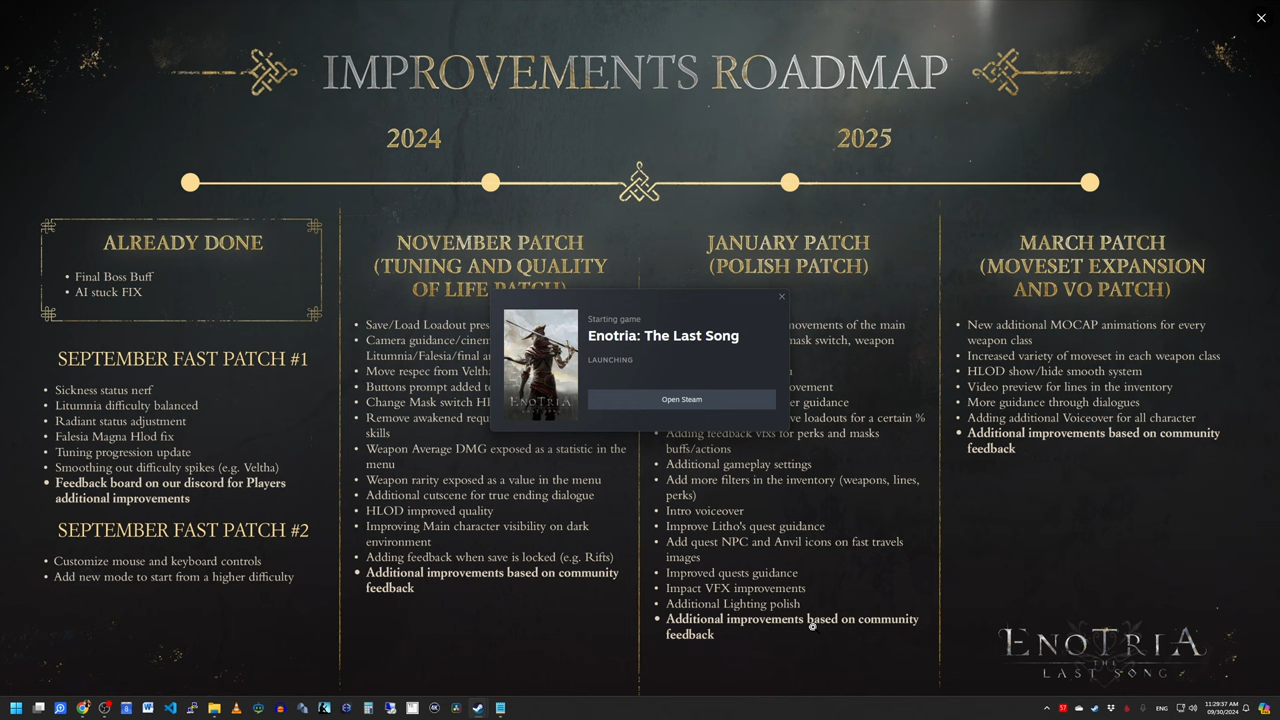 IMPROVEMENTS ROADMAP
2024
2025
ALREADY DONE
• Final Boss Buff
• AI stuck FIX
SEPTEMBER FAST PATCH #1
• Sickness status nerf
• Litumnia difficulty balanced
• Radiant status adjustment
• Falesia Magna Hlod fix
• Tuning progression update
• Smoothing out difficulty spikes (e.g. Veltha)
• Feedback board on our discord for Players
additional improvements
SEPTEMBER FAST PATCH #2
• Customize mouse and keyboard controls
• Add new mode to start from a higher difficulty
NOVEMBER PATCH
(TUNING AND QUALITY
OF LIFE PATCH)
• Save/Load Loadout
• Camera
Litumnia/Falesia/final
• Move respec from
• Buttons prompt added
• Change Mask switch
• Remove awakened
skills
• Weapon Average DMG exposed as a statistic in the
menu
• Weapon rarity exposed as a value in the menu
• Additional cutscene for true ending dialogue
• HLOD improved quality
• Improving Main character visibility on dark
environment
• Adding feedback when save is locked (e.g. Rifts)
• Additional improvements based on community
feedback
Starting game
Enotria: The Last Song
LAUNCHING
Open Steam
ENOTRIA
JANUARY PATCH
(POLISH PATCH)
of the main
switch, weapon
guidance
loadouts for a certain %
• Adding feedback vfxs for perks and masks
buffs/actions
• Additional gameplay settings
• Add more filters in the inventory (weapons, lines,
perks)
• Intro voiceover
• Improve Litho's quest guidance
• Add quest NPC and Anvil icons on fast travels
images
• Improved quests guidance
• Impact VFX improvements
• Additional Lighting polish
• Additional improvements based on community
feedback
MARCH PATCH
(MOVESET EXPANSION
AND VO PATCH)
• New additional MOCAP animations for every
weapon class
• Increased variety of moveset in each weapon class
• HLOD show/hide smooth system
• Video preview for lines in the inventory
• More guidance through dialogues
• Adding additional Voiceover for all character
• Additional improvements based on community
feedback
ENOTRIA
THE
LAST SONG
ENG
11:29:37 AM
09/30/2024